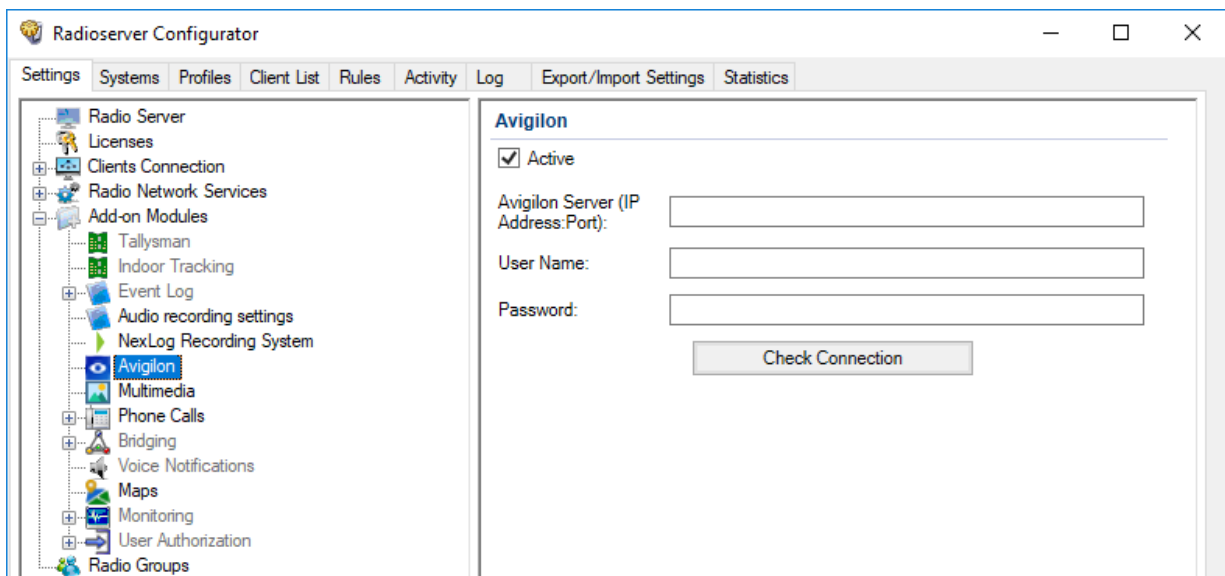 Radioserver Configurator
Settings Systems Profiles Client List Rules Activity Log Export/Import Settings Statistics
Radio Server
Licenses
Clients Connection
Radio Network Services
Add-on Modules
Tallysman
Indoor Tracking
Event Log
Audio recording settings
NexLog Recording System
Avigilon
Multimedia
Phone Calls
Bridging
Voice Notifications
Maps
Monitoring
User Authorization
Radio Groups
Avigilon
Active
Avigilon Server (IP
Address:Port):
User Name:
Password:
Check Connection